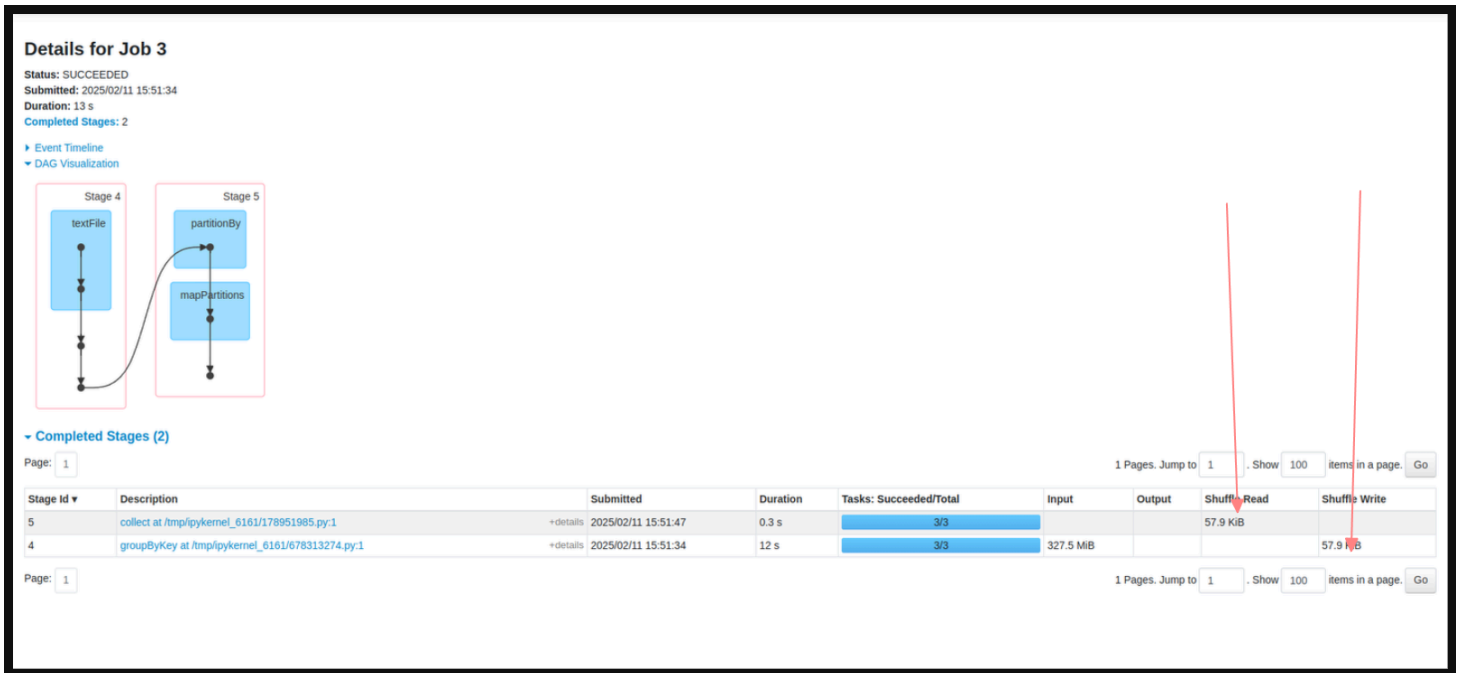 Details for Job 3
Status: SUCCEEDED
Submitted: 2025/02/11 15:51:34
Duration: 13 s
Completed Stages: 2
Event Timeline
DAG Visualization
Stage 4 Stage 5
textFile partitionBy
mapPartitions
Completed Stages (2)
Page: 1 1 Pages. Jump to 1 . Show 100 items in a page. Go
Stage Id ▾ Description Submitted Duration Tasks: Succeeded/Total Input Output Shuffle Read Shuffle Write
5 collect at /tmp/ipykernel_6161/178951985.py:1 +details 2025/02/11 15:51:47 0.3 s 3/3 57.9 KiB
4 groupByKey at /tmp/ipykernel_6161/678313274.py:1 +details 2025/02/11 15:51:34 12 s 3/3 327.5 MiB 57.9 KiB
Page: 1 1 Pages. Jump to 1 . Show 100 items in a page. Go